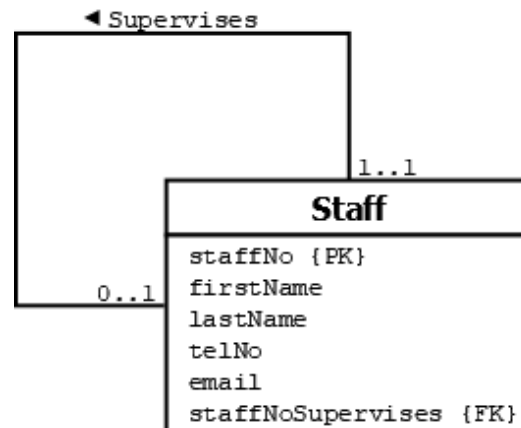 ◄ Supervises
1..1
Staff
staffNo {PK}
0..1
firstName
lastName
telNo
email
staffNoSupervises {FK}